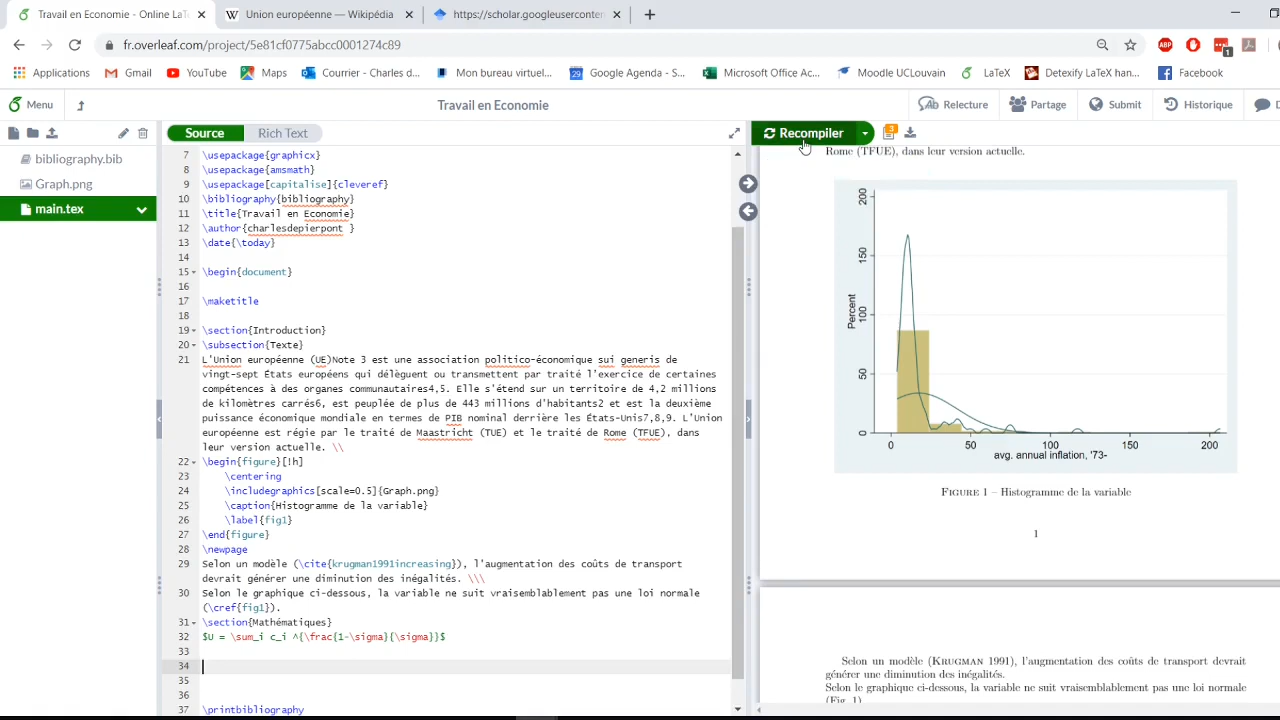 Travail en Economie - Online LaT
Union européenne — Wikipédia
https://scholar.googleuserconten
fr.overleaf.com/project/5e81cf0775abcc0001274c89
ABP
1
Applications
Gmail
YouTube
Maps
Courrier - Charles d...
Mon bureau virtuel...
Google Agenda - S...
Microsoft Office Ac...
Moodle UCLouvain
LaTeX
Detexify LaTeX han...
Facebook
Menu
Travail en Economie
Relecture
Partage
Submit
Historique
Source
Rich Text
Recompiler
3
bibliography.bib
Graph.png
main.tex
7 \usepackage{graphicx}
8 \usepackage{amsmath}
9 \usepackage[capitalise]{cleveref}
10 \bibliography{bibliography}
11 \title{Travail en Economie}
12 \author{charlesdepierpont }
13 \date{\today}
14
15 \begin{document}
16
17 \maketitle
18
19 \section{Introduction}
20 \subsection{Texte}
21 L'Union européenne (UE)Note 3 est une association politico-économique sui generis de
vingt-sept États européens qui délèguent ou transmettent par traité l'exercice de certaines
compétences à des organes communautaires4,5. Elle s'étend sur un territoire de 4,2 millions
de kilomètres carrés6, est peuplée de plus de 443 millions d'habitants2 et est la deuxième
puissance économique mondiale en termes de PIB nominal derrière les États-Unis7,8,9. L'Union
européenne est régie par le traité de Maastricht (TUE) et le traité de Rome (TFUE), dans
leur version actuelle. \\
22 \begin{figure}[!h]
23 \centering
24 \includegraphics[scale=0.5]{Graph.png}
25 \caption{Histogramme de la variable}
26 \label{fig1}
27 \end{figure}
28 \newpage
29 Selon un modèle (\cite{krugman1991increasing}), l'augmentation des coûts de transport
devrait générer une diminution des inégalités. \\\
30 Selon le graphique ci-dessous, la variable ne suit vraisemblablement pas une loi normale
(\cref{fig1}).
31 \section{Mathématiques}
32 $U = \sum_i c_i ^{\frac{1-\sigma}{\sigma}}$
33
34
35
36
37 \printbibliography
Rome (TFUE), dans leur version actuelle.
200
150
100
50
0
Percent
0 50 100 150 200
avg. annual inflation, '73-
Figure 1 – Histogramme de la variable
1
Selon un modèle (Krugman 1991), l'augmentation des coûts de transport devrait
générer une diminution des inégalités.
Selon le graphique ci-dessous, la variable ne suit vraisemblablement pas une loi normale
(Fig. 1)